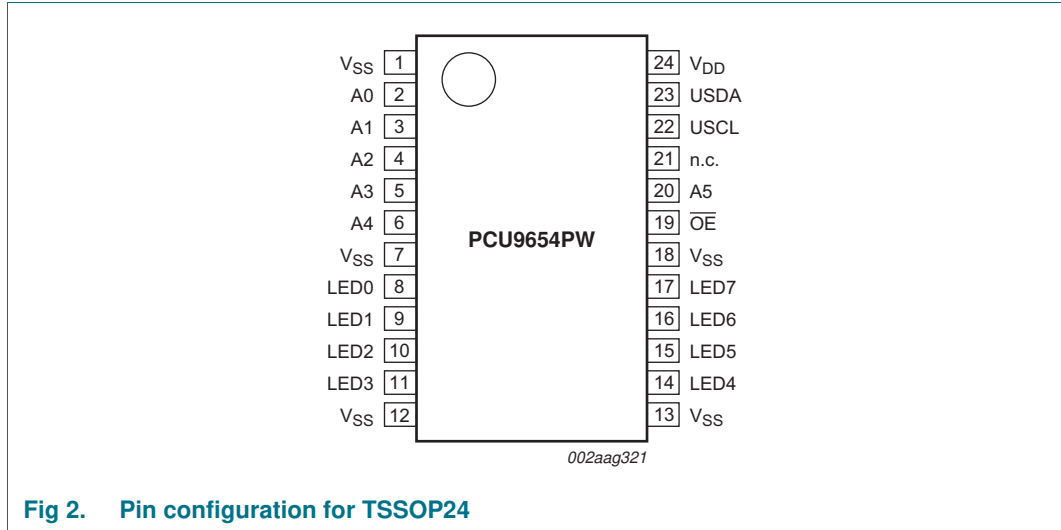 VSS 1 24 VDD
A0 2 23 USDA
A1 3 22 USCL
A2 4 21 n.c.
A3 5 20 A5
A4 6 19 O̅E̅
PCU9654PW
VSS 7 18 VSS
LED0 8 17 LED7
LED1 9 16 LED6
LED2 10 15 LED5
LED3 11 14 LED4
VSS 12 13 VSS
002aag321
Fig 2. Pin configuration for TSSOP24